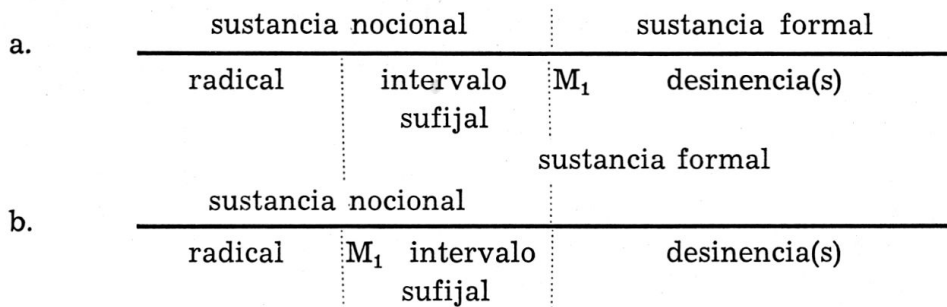 sustancia nocional sustancia formal
a.
radical intervalo M₁ desinencia(s)
sufijal
sustancia formal
sustancia nocional
b.
radical M₁ intervalo desinencia(s)
sufijal